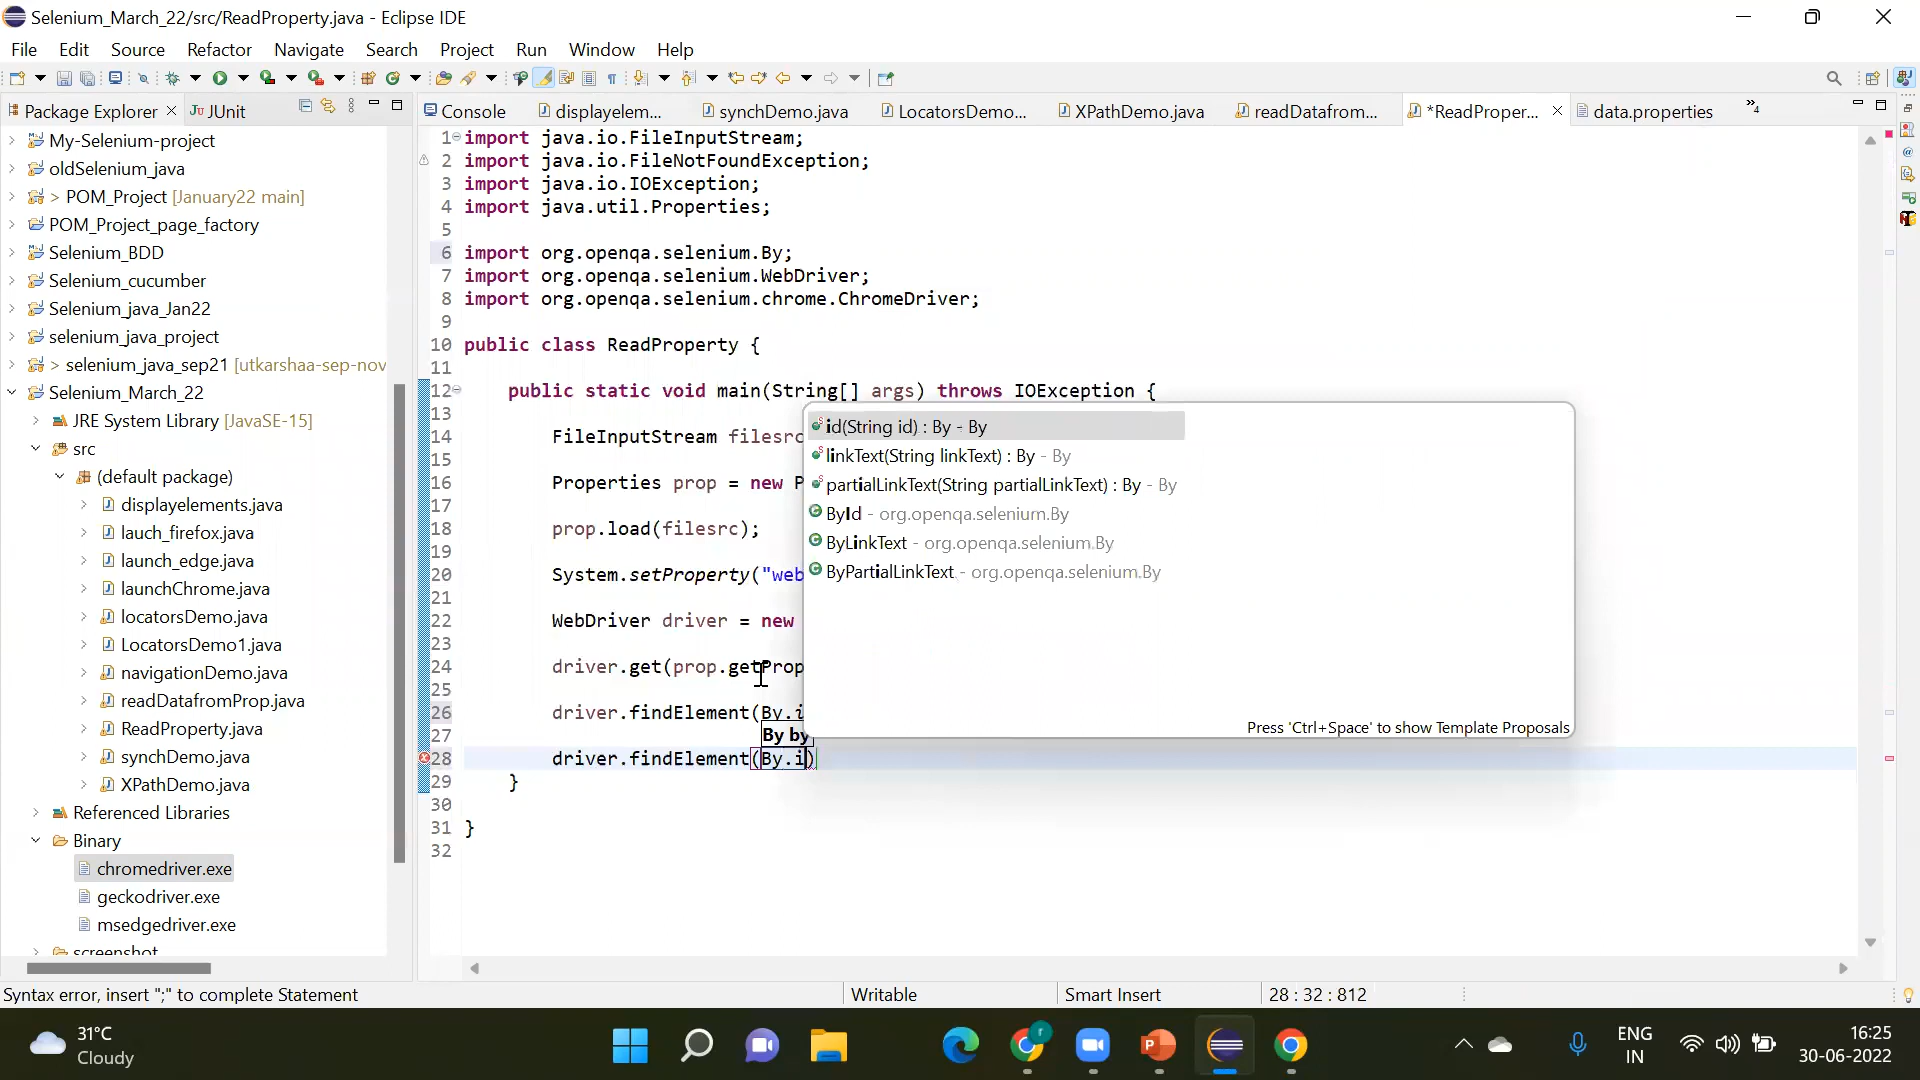 Selenium_March_22/src/ReadProperty.java - Eclipse IDE
File Edit Source Refactor Navigate Search Project Run Window Help
Package Explorer JUnit
Console displayelem... synchDemo.java LocatorsDemo... XPathDemo.java readDatafrom... *ReadProper... data.properties »4
My-Selenium-project
oldSelenium_java
> POM_Project [January22 main]
POM_Project_page_factory
Selenium_BDD
Selenium_cucumber
Selenium_java_Jan22
selenium_java_project
> selenium_java_sep21 [utkarshaa-sep-nov
Selenium_March_22
JRE System Library [JavaSE-15]
src
(default package)
displayelements.java
lauch_firefox.java
launch_edge.java
launchChrome.java
locatorsDemo.java
LocatorsDemo1.java
navigationDemo.java
readDatafromProp.java
ReadProperty.java
synchDemo.java
XPathDemo.java
Referenced Libraries
Binary
chromedriver.exe
geckodriver.exe
msedgedriver.exe
screenshot
1 import java.io.FileInputStream;
2 import java.io.FileNotFoundException;
3 import java.io.IOException;
4 import java.util.Properties;
5
6 import org.openqa.selenium.By;
7 import org.openqa.selenium.WebDriver;
8 import org.openqa.selenium.chrome.ChromeDriver;
9
10 public class ReadProperty {
11
12 public static void main(String[] args) throws IOException {
13
14 FileInputStream filesrc
15
16 Properties prop = new P
17
18 prop.load(filesrc);
19
20 System.setProperty("web
21
22 WebDriver driver = new
23
24 driver.get(prop.getProp
25
26 driver.findElement(By.i
27
By by
28 driver.findElement(By.i)
29 }
30
31 }
32
id(String id) : By - By
linkText(String linkText) : By - By
partialLinkText(String partialLinkText) : By - By
ById - org.openqa.selenium.By
ByLinkText - org.openqa.selenium.By
ByPartialLinkText - org.openqa.selenium.By
Press 'Ctrl+Space' to show Template Proposals
Syntax error, insert ";" to complete Statement Writable Smart Insert 28 : 32 : 812
31°C
Cloudy
ENG
IN
16:25
30-06-2022